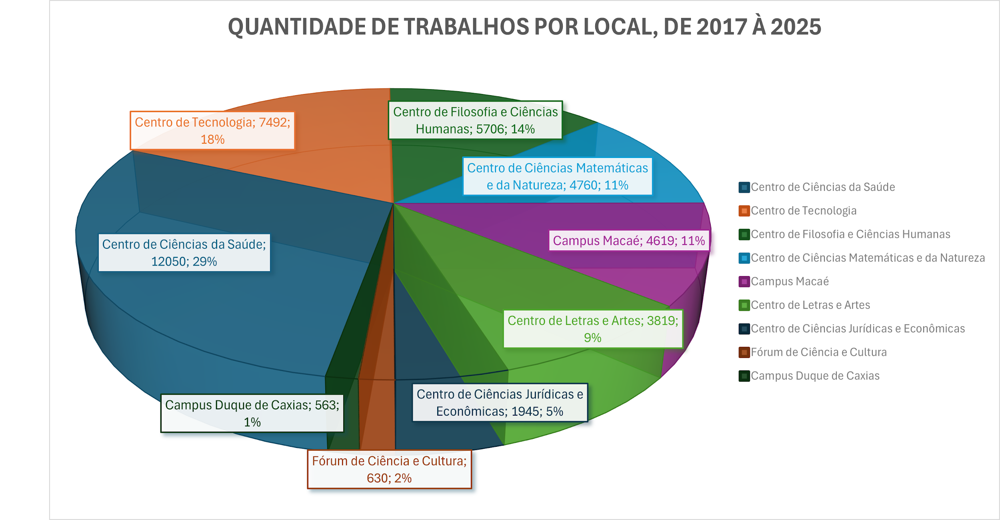 QUANTIDADE DE TRABALHOS POR LOCAL, DE 2017 À 2025
Centro de Tecnologia; 7492;
18%
Centro de Filosofia e Ciências
Humanas; 5706; 14%
Centro de Ciências Matemáticas
e da Natureza; 4760; 11%
Campus Macaé; 4619; 11%
Centro de Ciências da Saúde;
12050; 29%
Centro de Letras e Artes; 3819;
9%
Centro de Ciências Jurídicas e
Econômicas; 1945; 5%
Campus Duque de Caxias; 563;
1%
Fórum de Ciência e Cultura;
630; 2%
Centro de Ciências da Saúde
Centro de Tecnologia
Centro de Filosofia e Ciências Humanas
Centro de Ciências Matemáticas e da Natureza
Campus Macaé
Centro de Letras e Artes
Centro de Ciências Jurídicas e Econômicas
Fórum de Ciência e Cultura
Campus Duque de Caxias